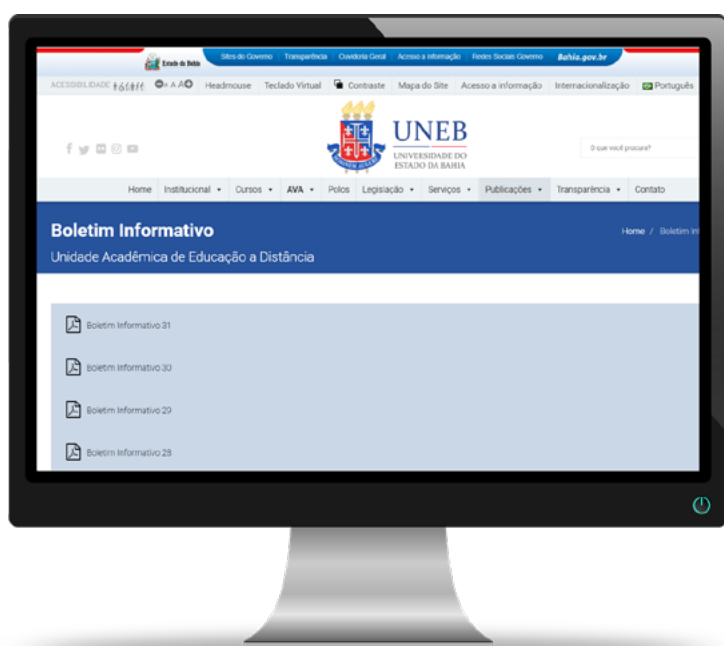 Estado da Bahia
Sites do Governo Transparência Ouvidoria Geral Acesso a informação Redes Sociais Governo Bahia.gov.br
ACESSIBILIDADE A A Headmouse Teclado Virtual Contraste Mapa do Site Acesso a informação Internacionalização Português
UNEB
UNIVERSIDADE DO
ESTADO DA BAHIA
O que você procura?
Home Institucional Cursos AVA Polos Legislação Serviços Publicações Transparência Contato
Boletim Informativo
Home / Boletim In
Unidade Acadêmica de Educação a Distância
Boletim Informativo 31
Boletim Informativo 30
Boletim Informativo 29
Boletim Informativo 28